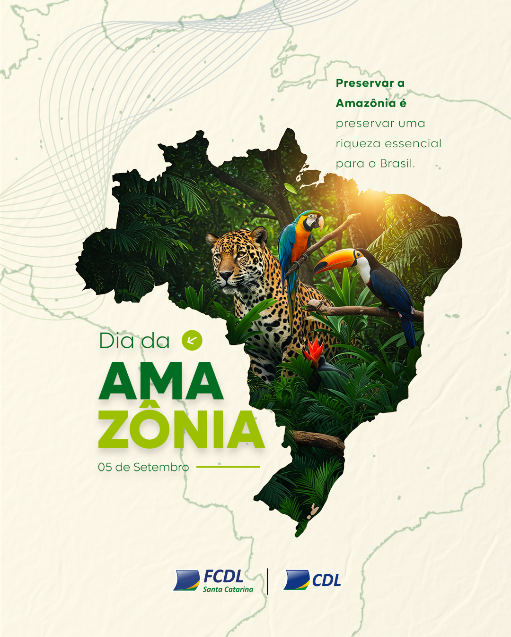 Preservar a
Amazônia é
preservar uma
riqueza essencial
para o Brasil.
Dia da
AMA
ZÔNIA
05 de Setembro
FCDL
Santa Catarina
CDL